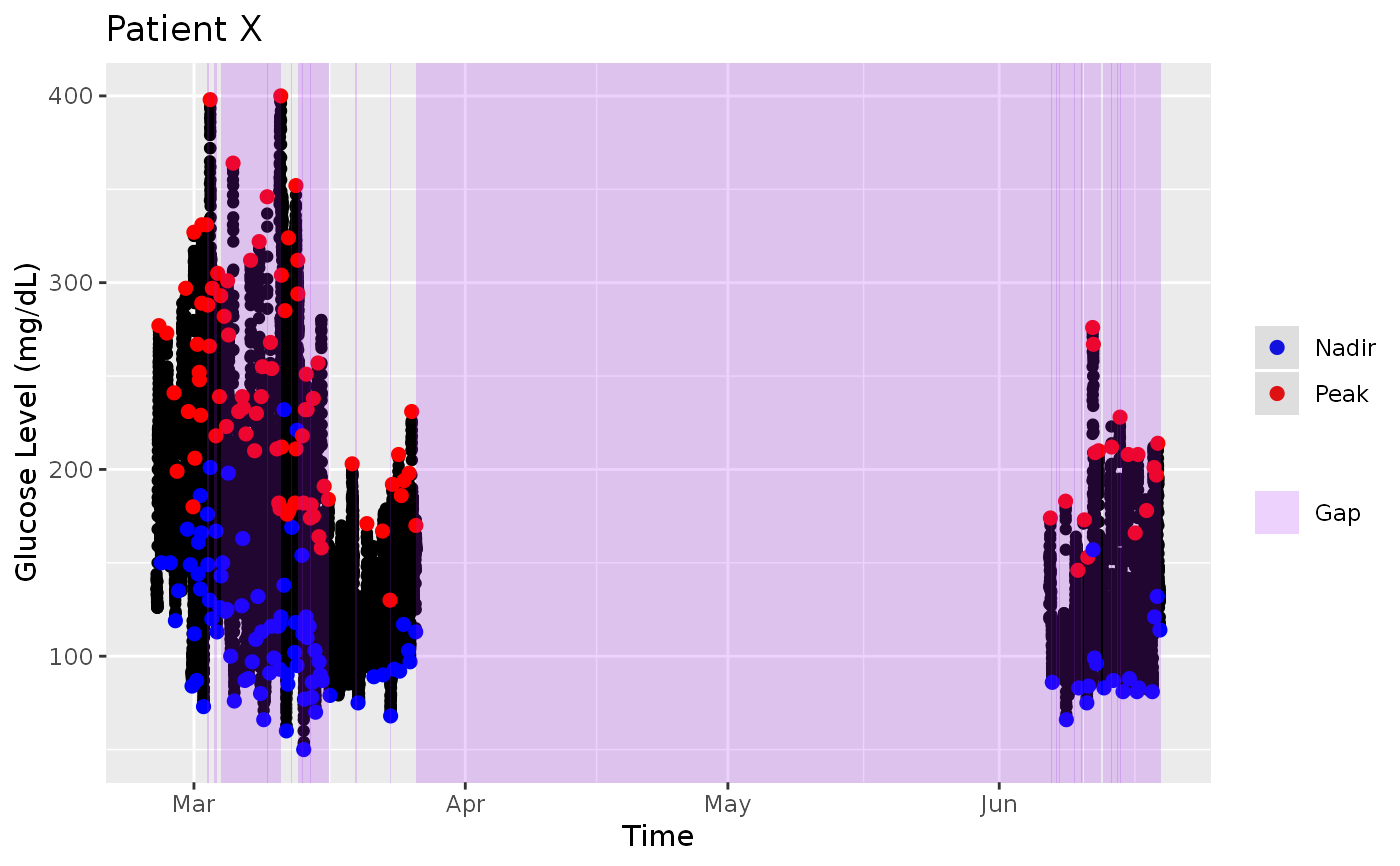 Patient X
Glucose Level (mg/dL)
400
300
200
100
Mar
Apr
May
Jun
Time
Nadir
Peak
Gap